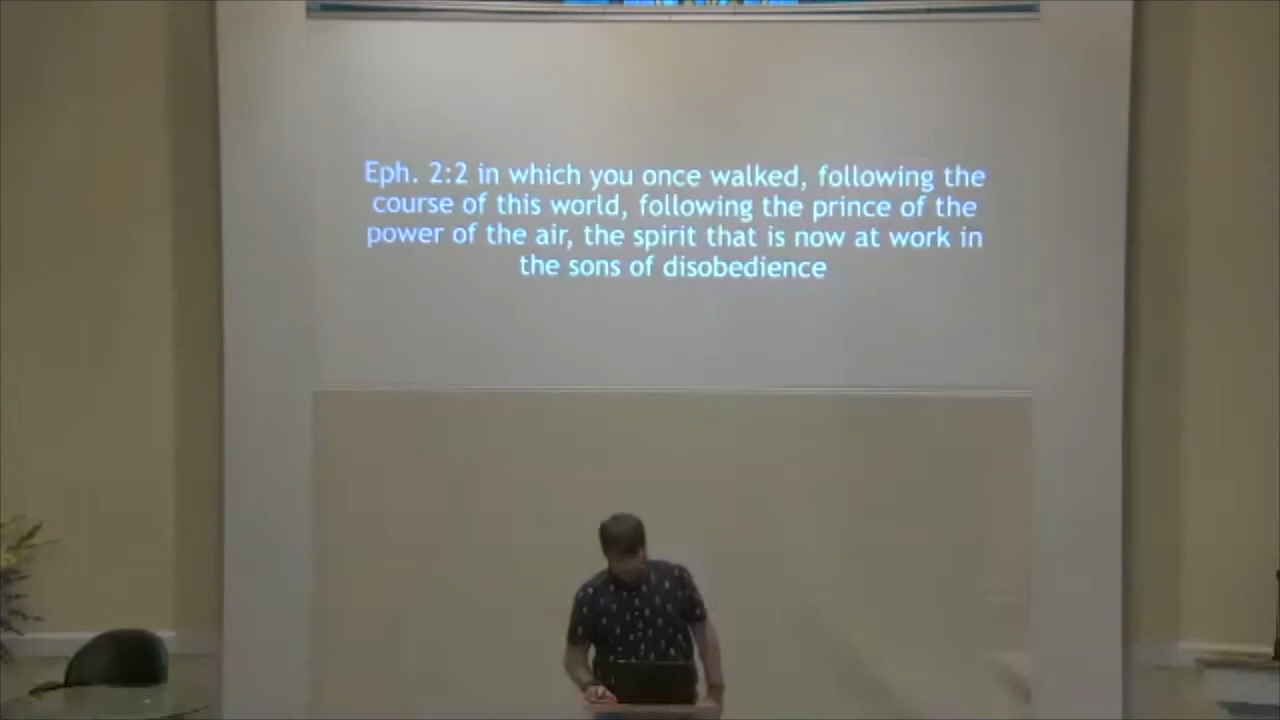 Eph. 2:2 in which you once walked, following the
course of this world, following the prince of the
power of the air, the spirit that is now at work in
the sons of disobedience